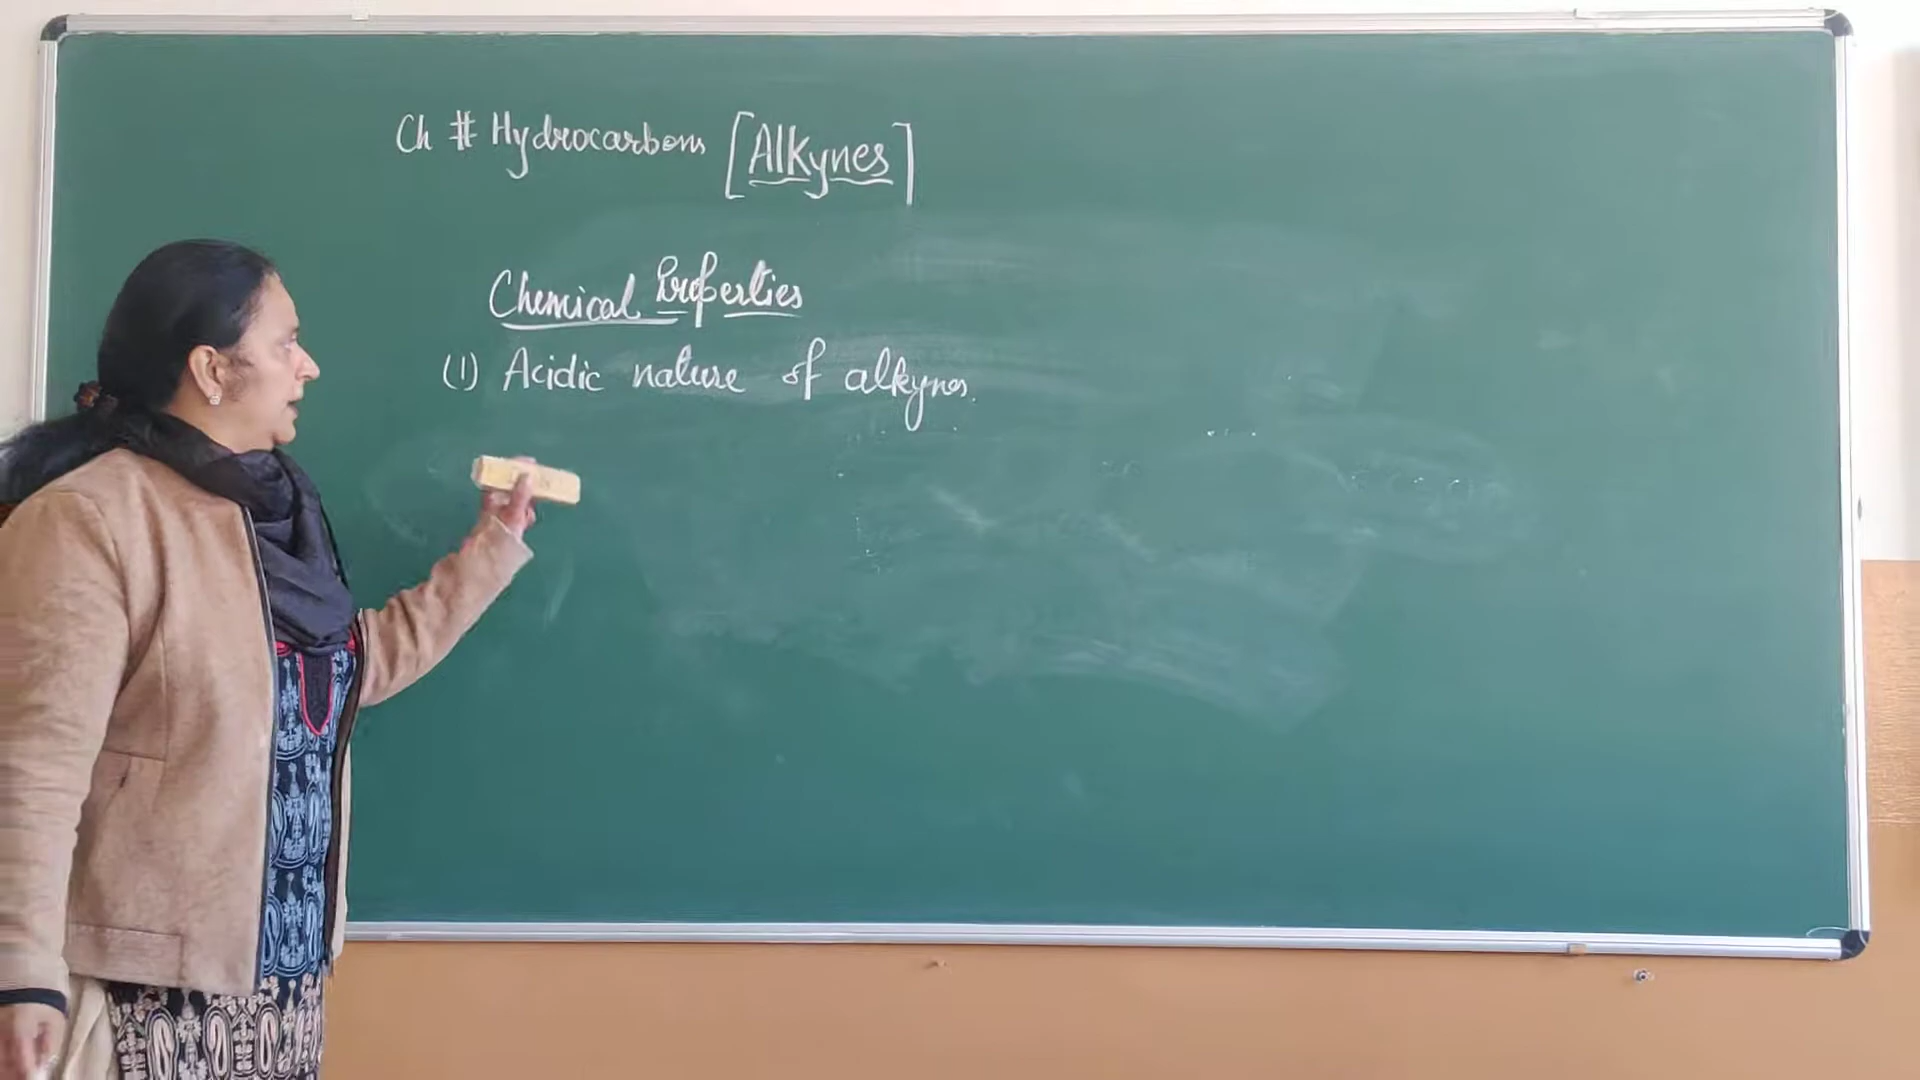 Ch # Hydrocarbons [Alkynes]
Chemical Properties
(1) Acidic nature of alkynes.